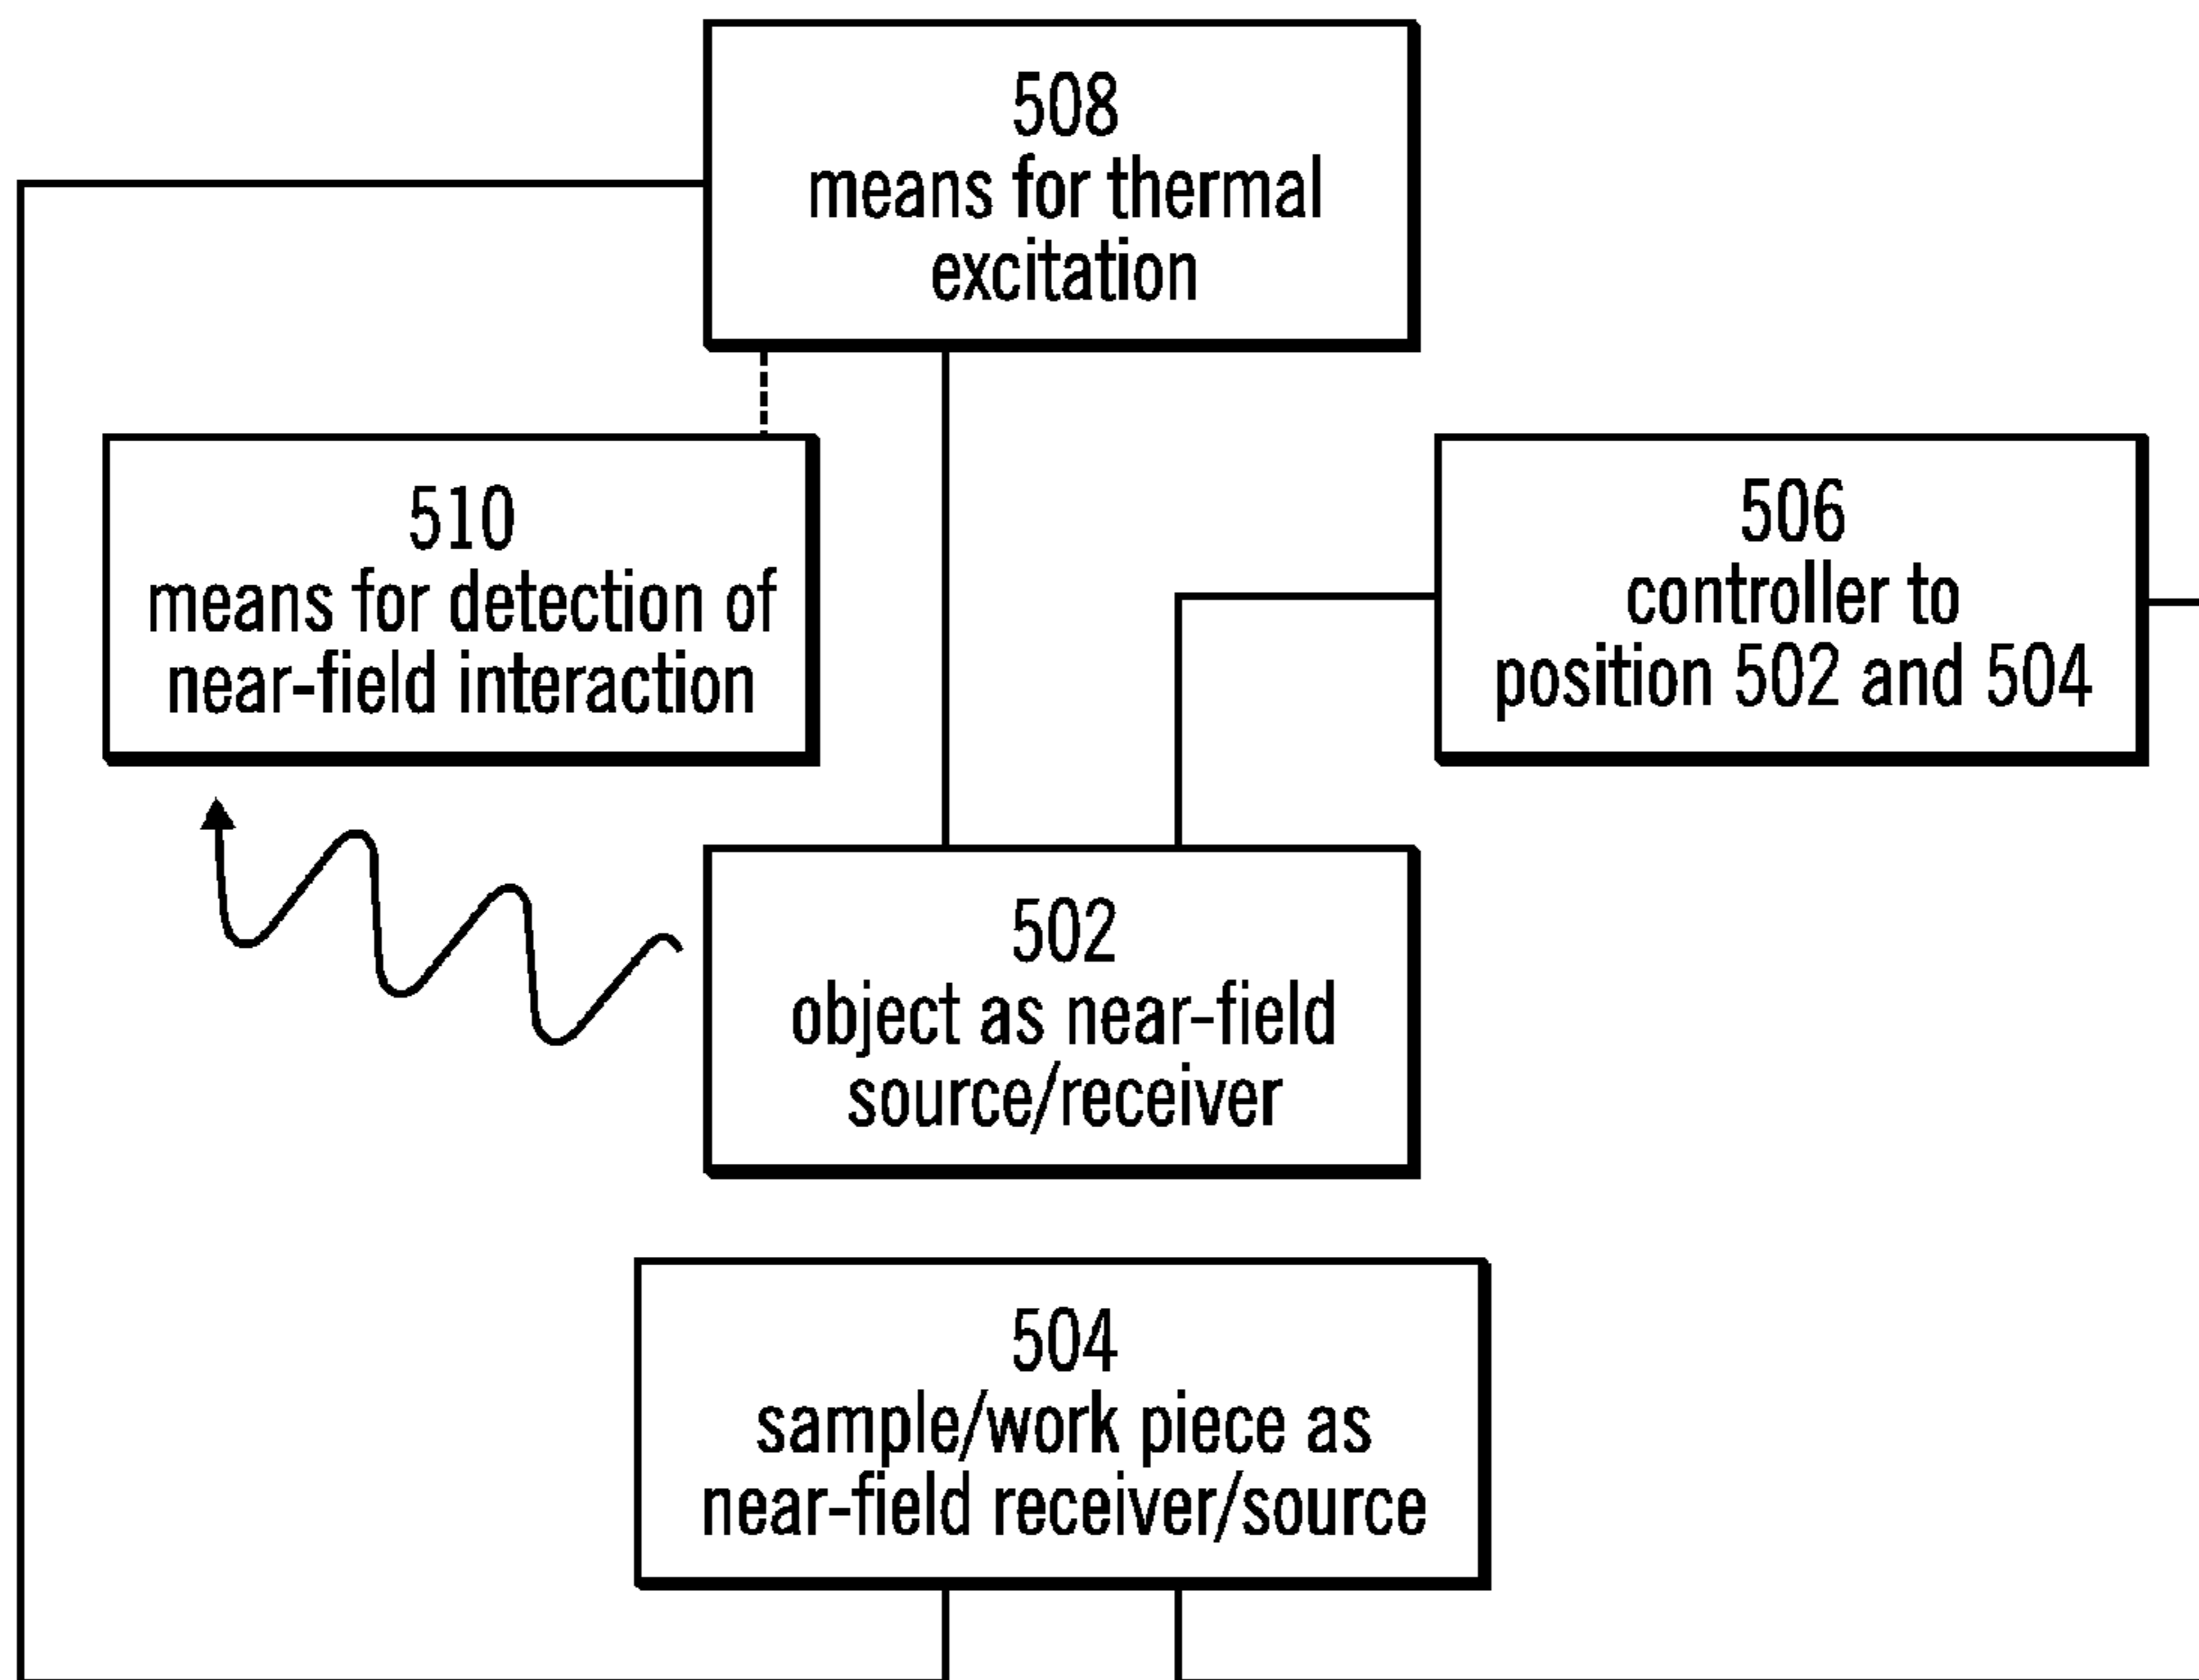 508
means for thermal
excitation
510
means for detection of
near-field interaction
506
controller to
position 502 and 504
502
object as near-field
source/receiver
504
sample/work piece as
near-field receiver/source